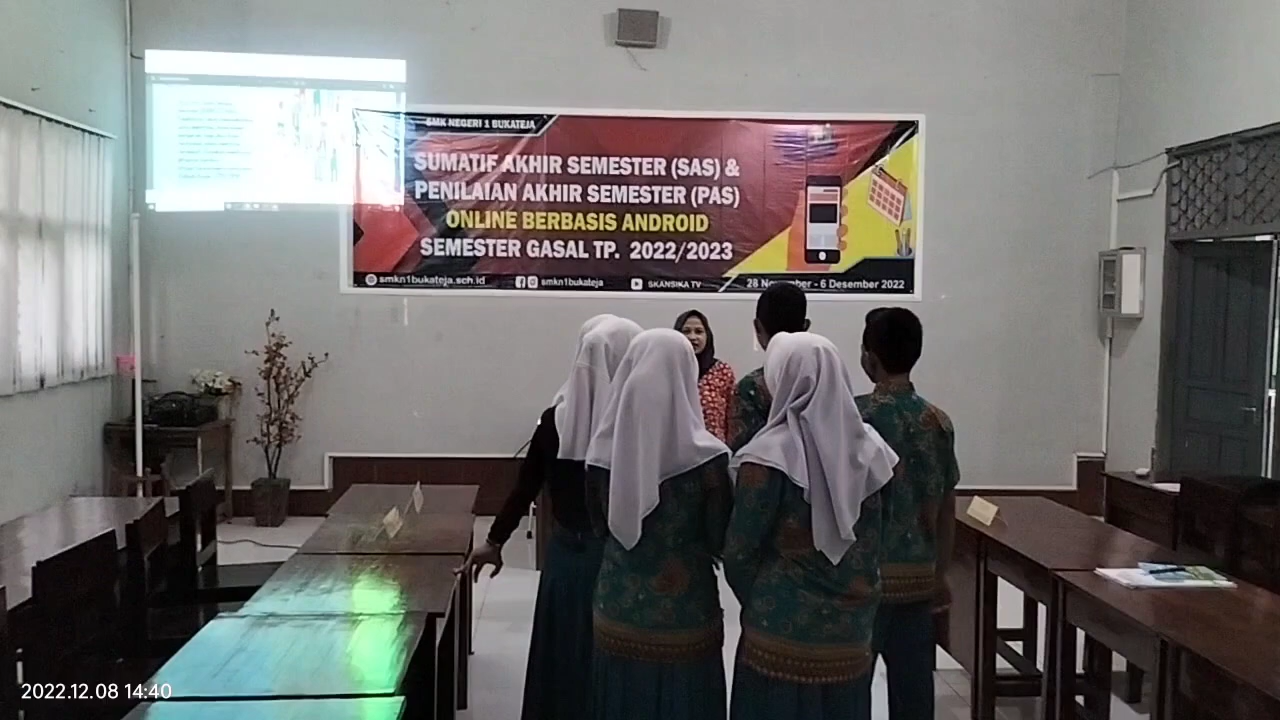 SMK NEGERI 1 BUKATEJA
SUMATIF AKHIR SEMESTER (SAS) &
PENILAIAN AKHIR SEMESTER (PAS)
ONLINE BERBASIS ANDROID
SEMESTER GASAL TP. 2022/2023
smkn1bukateja.sch.id smkn1bukateja SKANSIKA TV 28 - 6 Desember 2022
2022.12.08 14:40